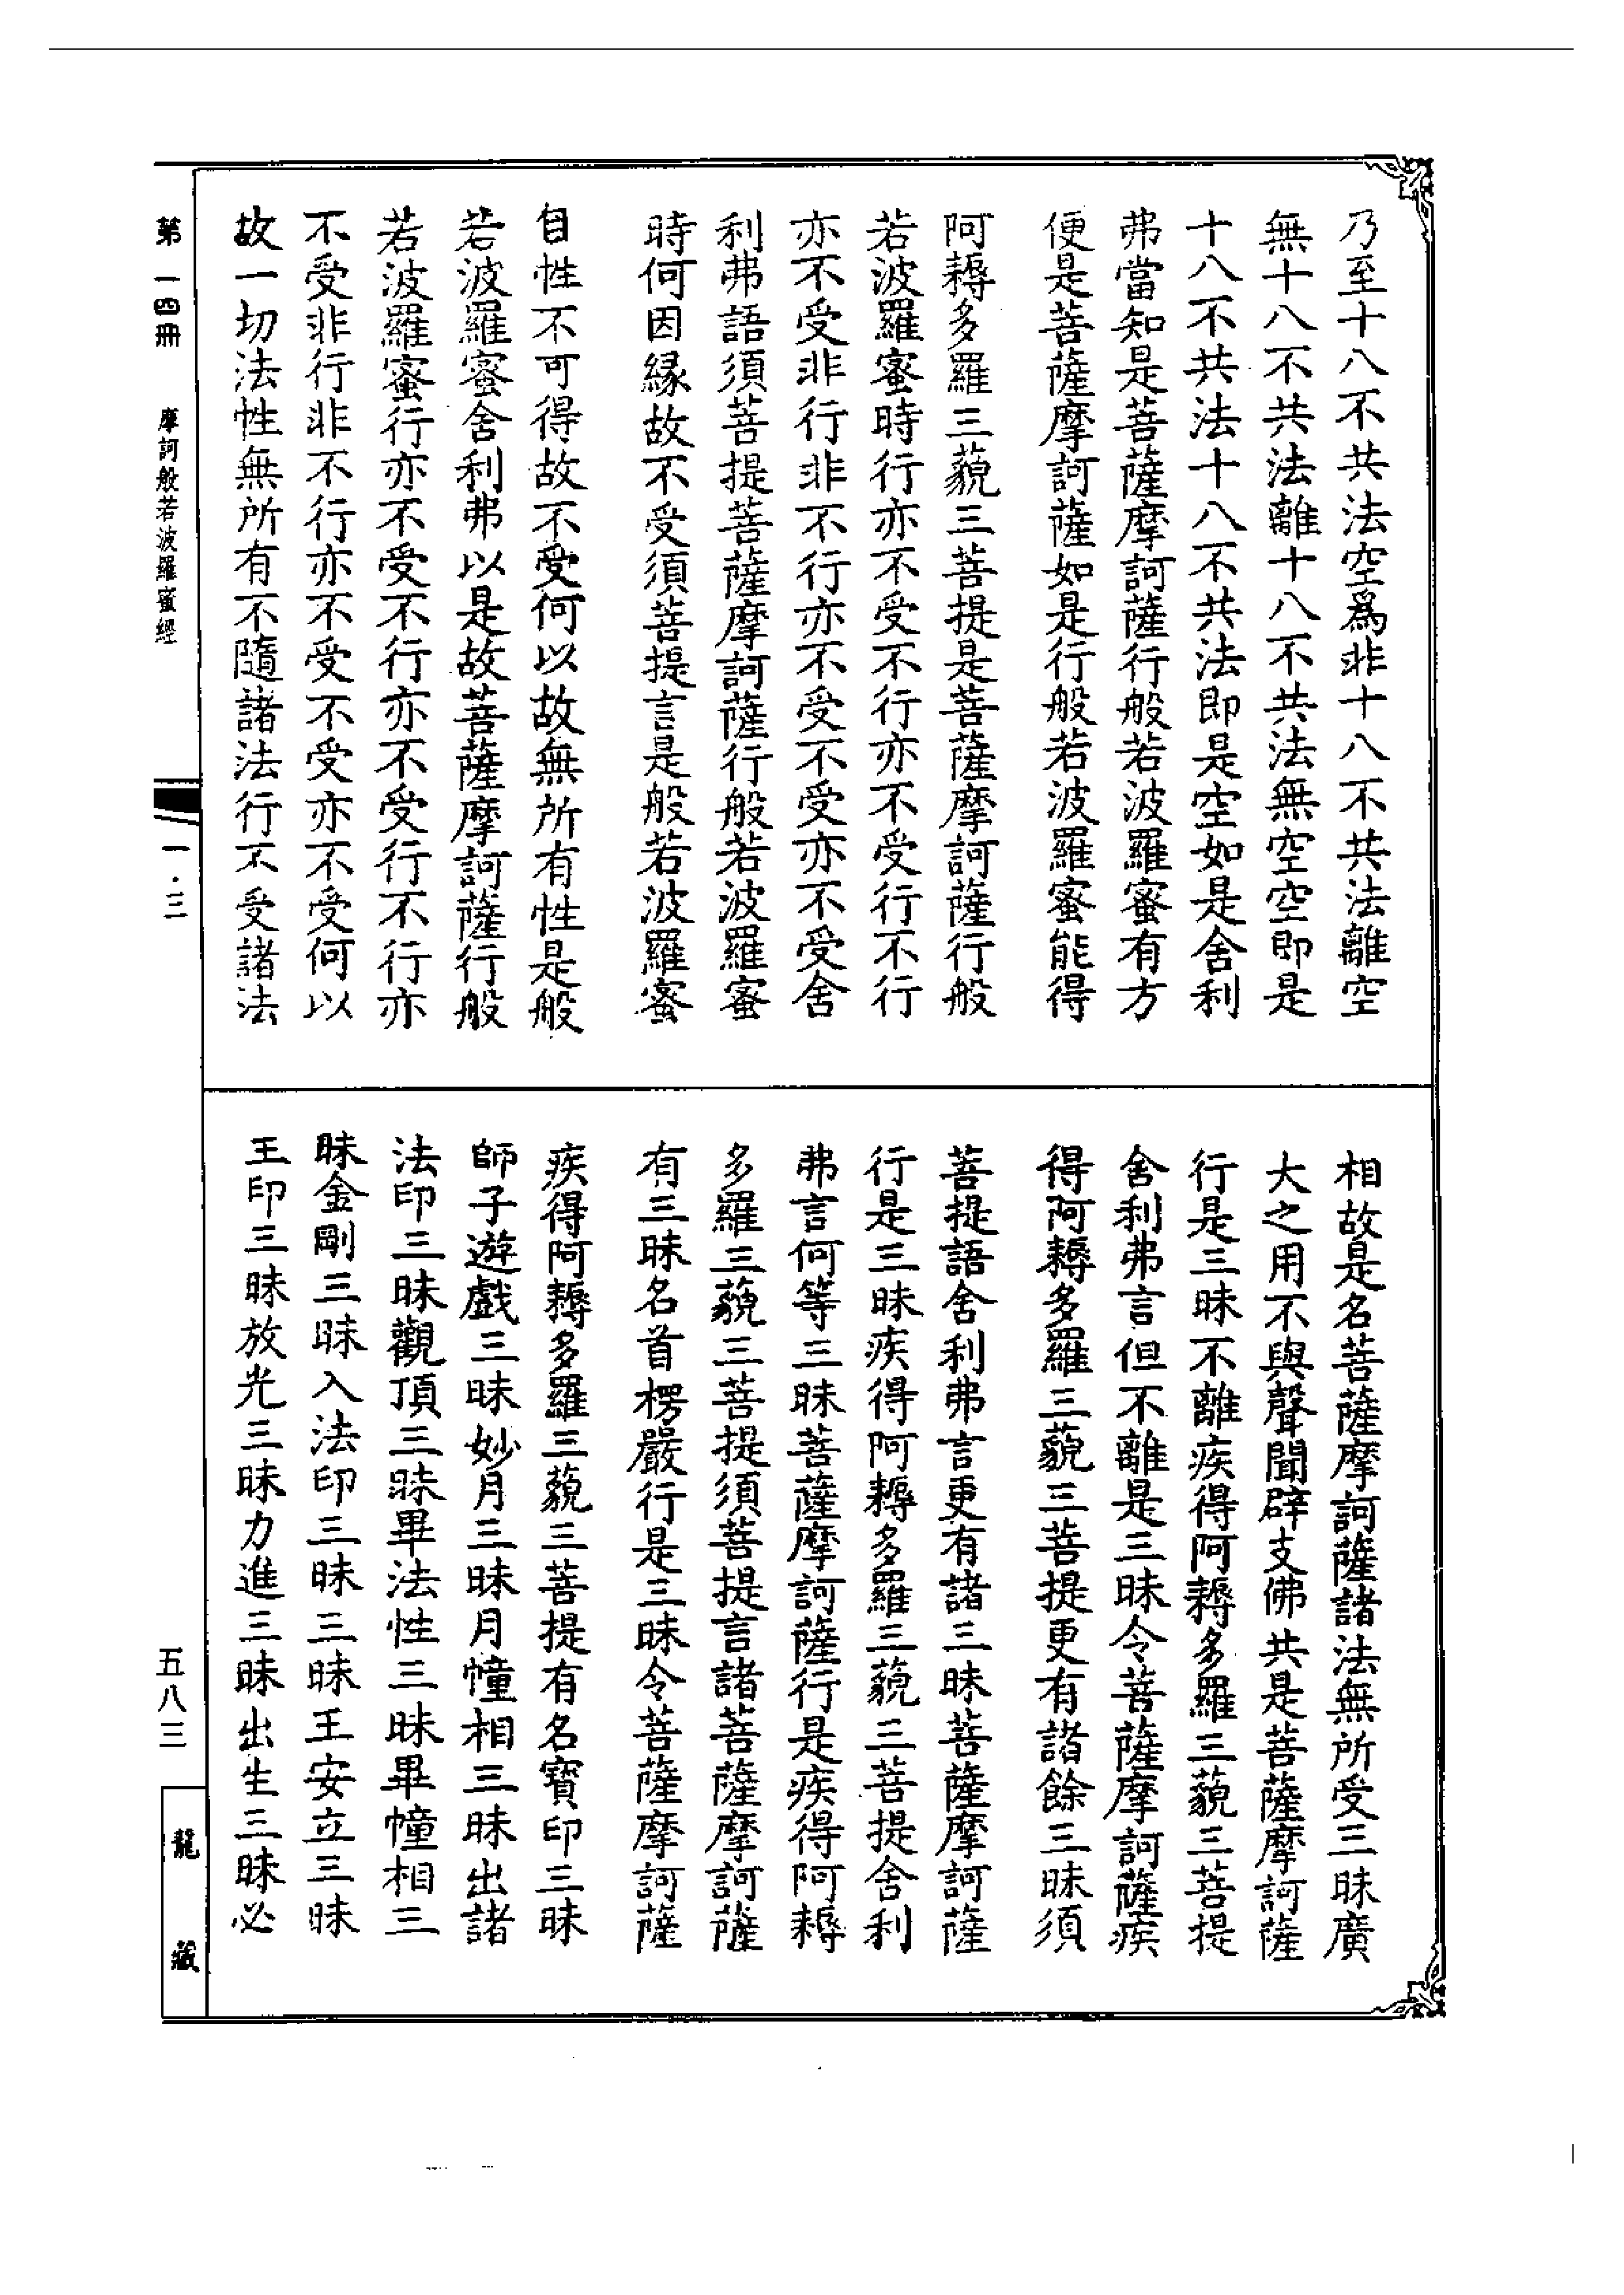 乃至十八不共法空爲非十八不共法離空
無十八不共法離十八不共法無空空即是
十八不共法十八不共法即是空如是舍利
弗當知是菩薩摩訶薩行般若波羅蜜有方
便是菩薩摩訶薩如是行般若波羅蜜能得
阿耨多羅三藐三菩提是菩薩摩訶薩行般
若波羅蜜時行亦不受不行亦不受行不行
亦不受非行非不行亦不受不受亦不受舍
利弗語須菩提菩薩摩訶薩行般若波羅蜜
時何因緣故不受須菩提言是般若波羅蜜
自性不可得故不受何以故無所有性是般
若波羅蜜舍利弗以是故菩薩摩訶薩行般
若波羅蜜行亦不受不行亦不受行不行亦
不受非行非不行亦不受不受亦不受何以
故一切法性無所有不隨諸法行不受諸法
相故是名菩薩摩訶薩諸法無所受三昧廣
大之用不與聲聞辟支佛共是菩薩摩訶薩
行是三昧不離疾得阿耨多羅三藐三菩提
舍利弗言但不離是三昧令菩薩摩訶薩疾
得阿耨多羅三藐三菩提更有諸餘三昧須
菩提語舍利弗言更有諸三昧菩薩摩訶薩
行是三昧疾得阿耨多羅三藐三菩提舍利
弗言何等三昧菩薩摩訶薩行是疾得阿耨
多羅三藐三菩提須菩提言諸菩薩摩訶薩
有三昧名首楞嚴行是三昧令菩薩摩訶薩
疾得阿耨多羅三藐三菩提有名寶印三昧
師子遊戲三昧妙月三昧月幢相三昧出諸
法印三昧觀頂三昧畢法性三昧畢幢相三
昧金剛三昧入法印三昧三昧王安立三昧
王印三昧放光三昧力進三昧出生三昧必
第一四冊 摩訶般若波羅蜜經
一·三
五八三
龍藏